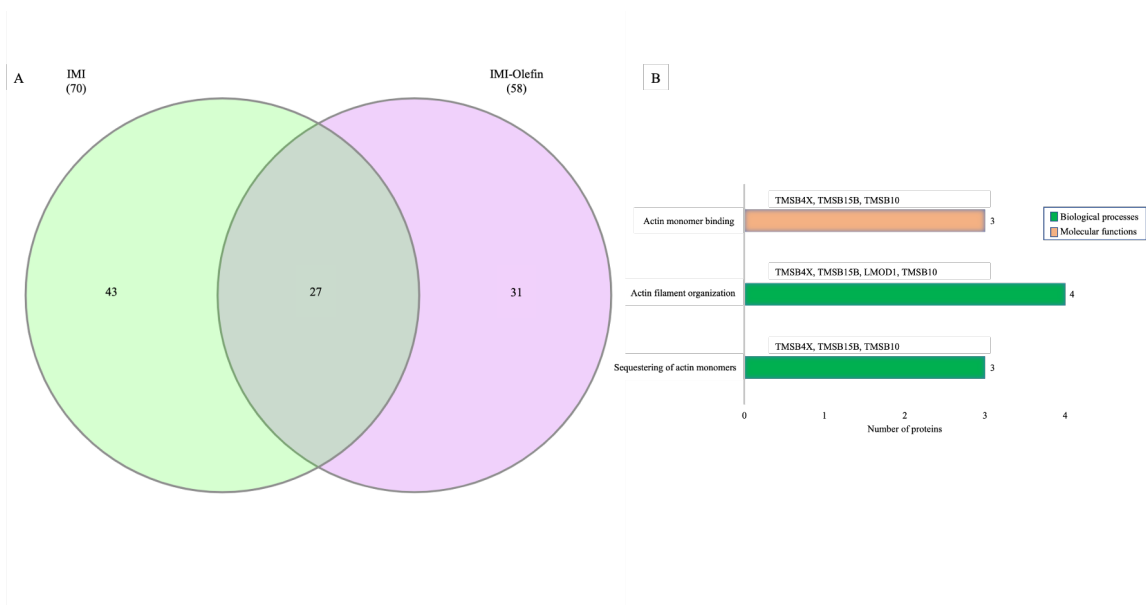 A
IMI
(70)
IMI-Olefin
(58)
43
27
31
B
TMSB4X, TMSB15B, TMSB10
Actin monomer binding
3
Biological processes
Molecular functions
TMSB4X, TMSB15B, LMOD1, TMSB10
Actin filament organization
4
TMSB4X, TMSB15B, TMSB10
Sequestering of actin monomers
3
0 1 2 3 4
Number of proteins